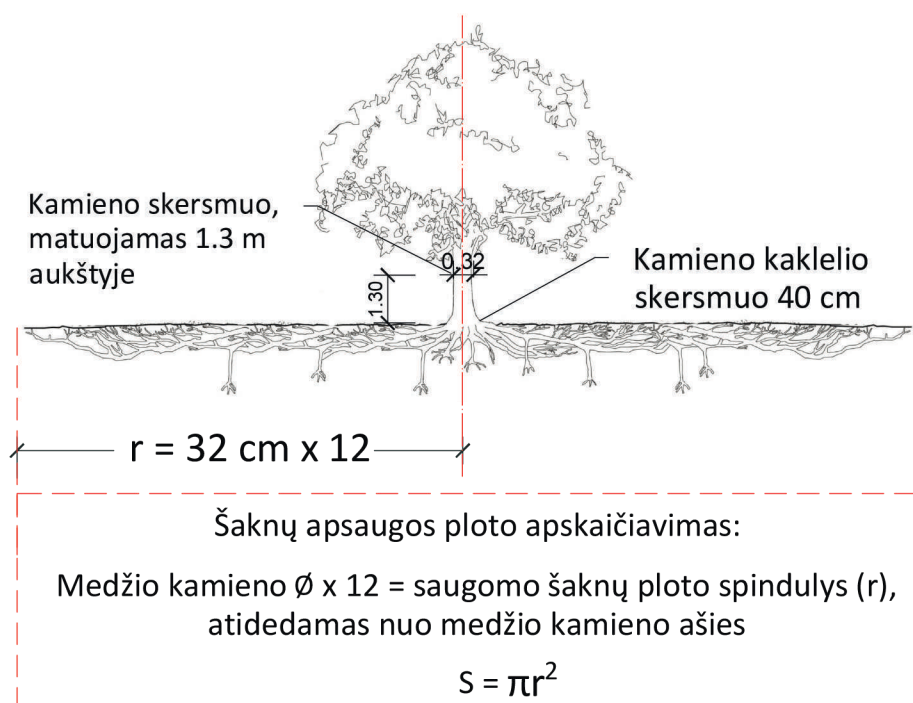 Kamieno skersmuo,
matuojamas 1.3 m
aukštyje
0,32
1.30
Kamieno kaklelio
skersmuo 40 cm
r = 32 cm x 12
Šaknų apsaugos ploto apskaičiavimas:
Medžio kamieno Ø x 12 = saugomo šaknų ploto spindulys (r),
atidedamas nuo medžio kamieno ašies
S = πr²